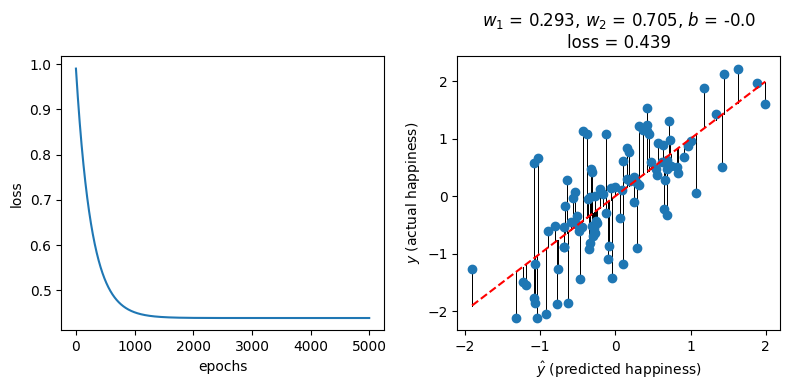 1.0
0.9
0.8
0.7
0.6
0.5
loss
0 1000 2000 3000 4000 5000
epochs
w₁ = 0.293, w₂ = 0.705, b = -0.0
loss = 0.439
2
1
0
−1
−2
y (actual happiness)
−2 −1 0 1 2
ŷ (predicted happiness)